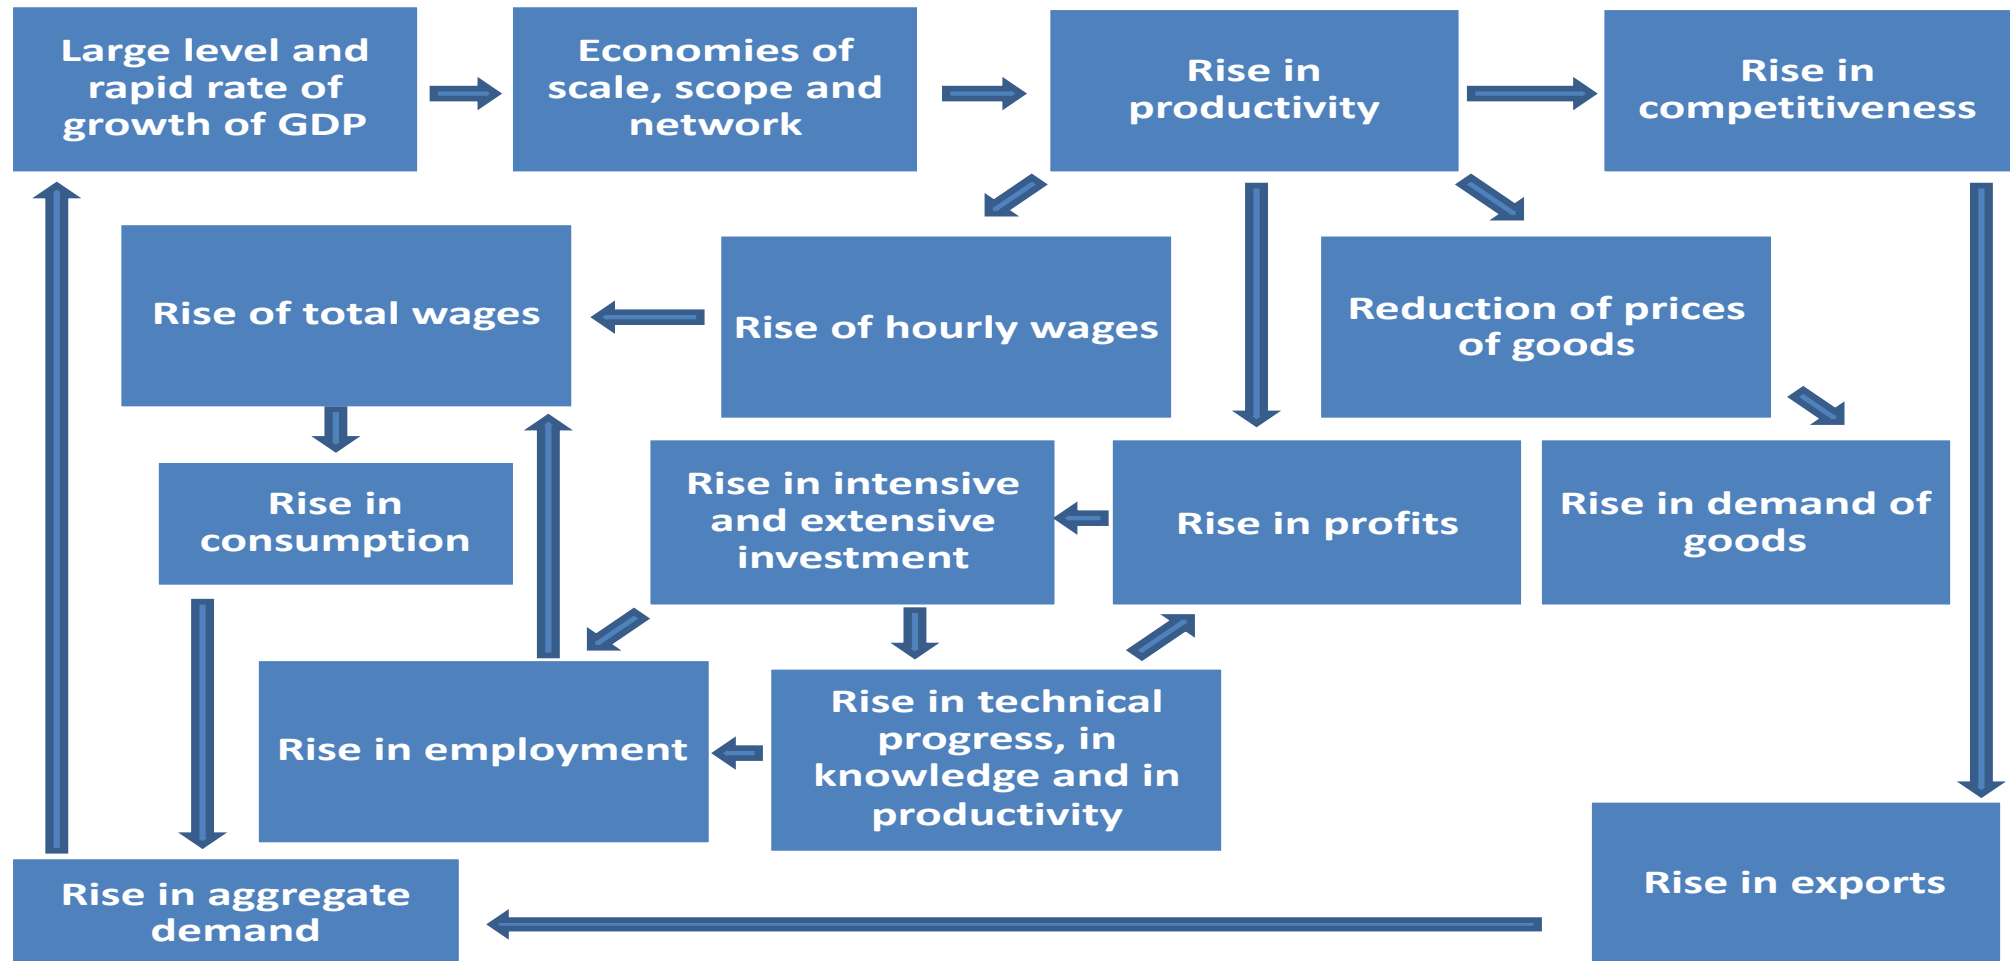 Large level and
rapid rate of
growth of GDP
Economies of
scale, scope and
network
Rise in
productivity
Rise in
competitiveness
Rise of total wages
Rise of hourly wages
Reduction of prices
of goods
Rise in
consumption
Rise in intensive
and extensive
investment
Rise in profits
Rise in demand of
goods
Rise in employment
Rise in technical
progress, in
knowledge and in
productivity
Rise in aggregate
demand
Rise in exports